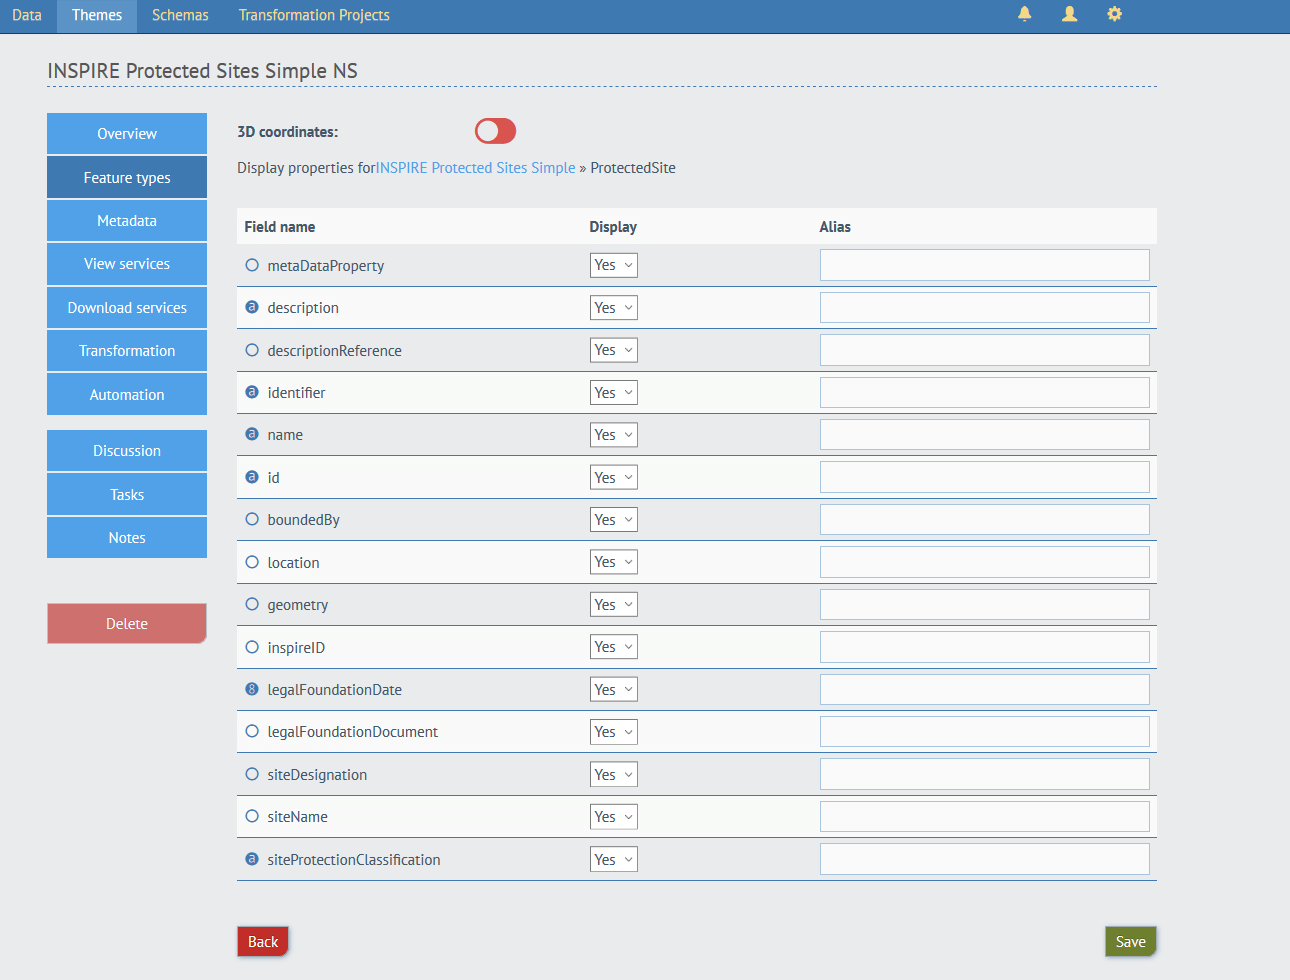 Data Themes Schemas Transformation Projects
INSPIRE Protected Sites Simple NS
Overview
Feature types
Metadata
View services
Download services
Transformation
Automation
Discussion
Tasks
Notes
Delete
3D coordinates:
Display properties forINSPIRE Protected Sites Simple » ProtectedSite
Field name Display Alias
metaDataProperty Yes
a description Yes
descriptionReference Yes
a identifier Yes
a name Yes
a id Yes
boundedBy Yes
location Yes
geometry Yes
inspireID Yes
8 legalFoundationDate Yes
legalFoundationDocument Yes
siteDesignation Yes
siteName Yes
a siteProtectionClassification Yes
Back Save